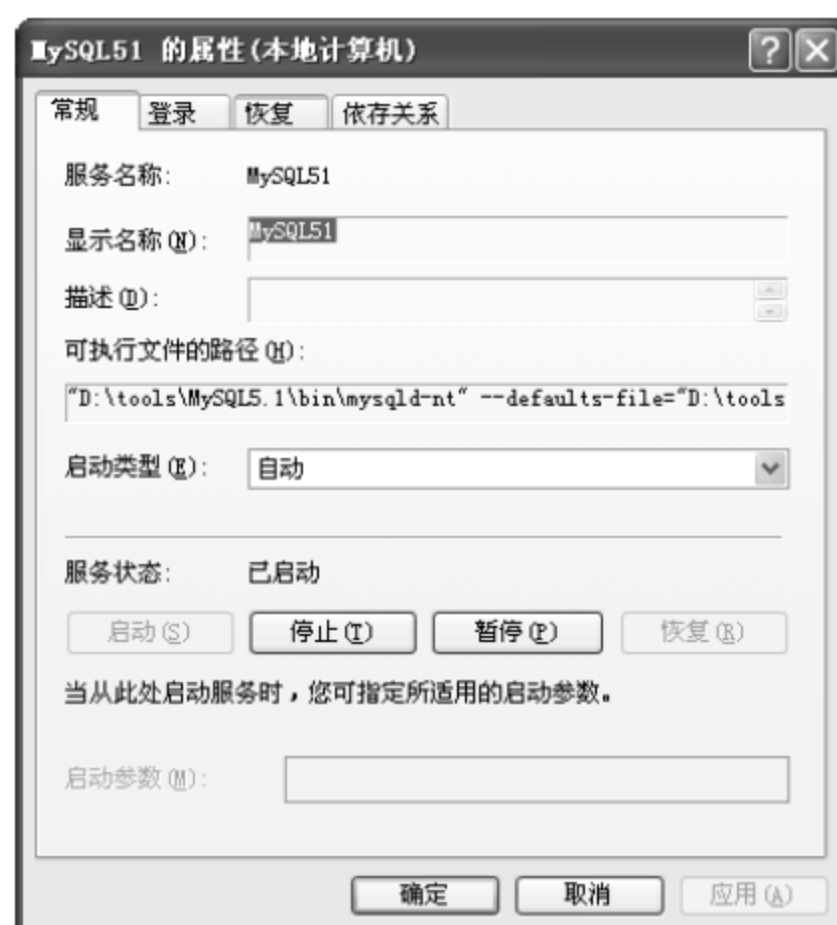 MySQL51 的属性(本地计算机)
常规 登录 恢复 依存关系
服务名称: MySQL51
显示名称(N): MySQL51
描述(D):
可执行文件的路径(H):
"D:\tools\MySQL5.1\bin\mysqld-nt" --defaults-file="D:\tools
启动类型(E): 自动
服务状态: 已启动
启动(S) 停止(T) 暂停(P) 恢复(R)
当从此处启动服务时，您可指定所适用的启动参数。
启动参数(M):
确定 取消 应用(A)